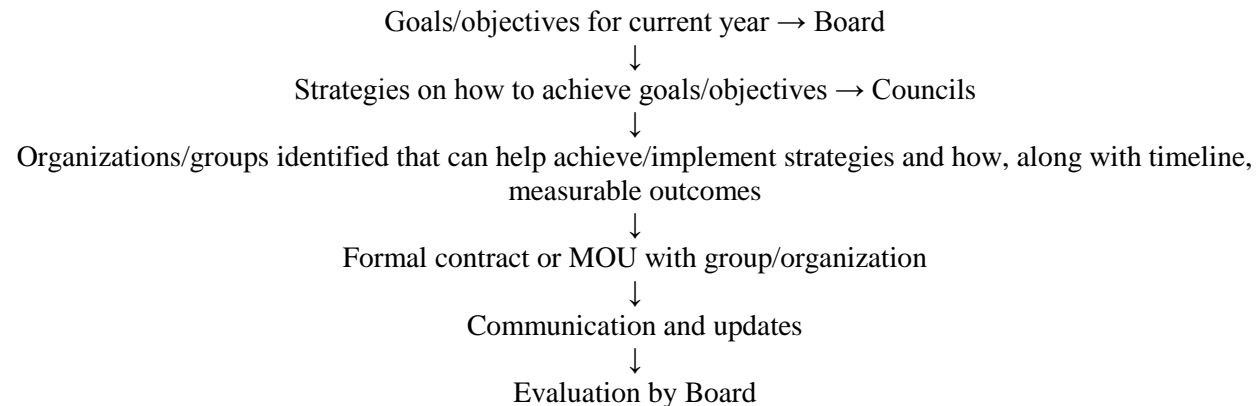 Goals/objectives for current year → Board
↓
Strategies on how to achieve goals/objectives → Councils
↓
Organizations/groups identified that can help achieve/implement strategies and how, along with timeline,
measurable outcomes
↓
Formal contract or MOU with group/organization
↓
Communication and updates
↓
Evaluation by Board